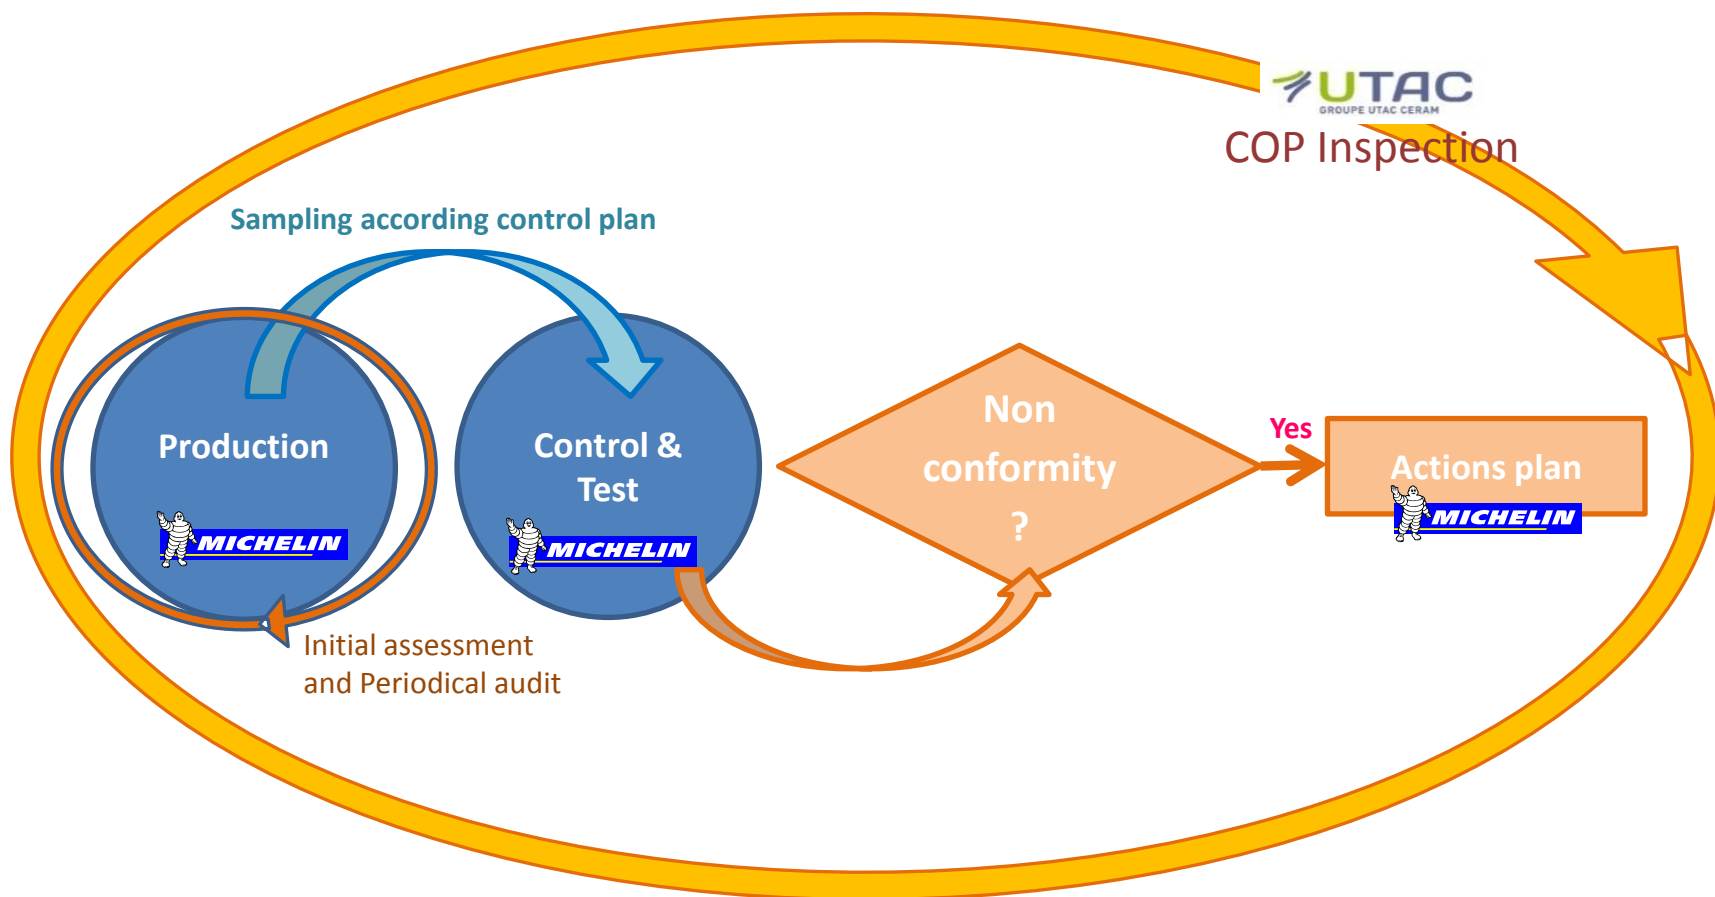 UTAC
GROUPE UTAC CERAM
COP Inspection
Sampling according control plan
Production
MICHELIN
Control &
Test
MICHELIN
Non
conformity
?
Yes
Actions plan
MICHELIN
Initial assessment
and Periodical audit